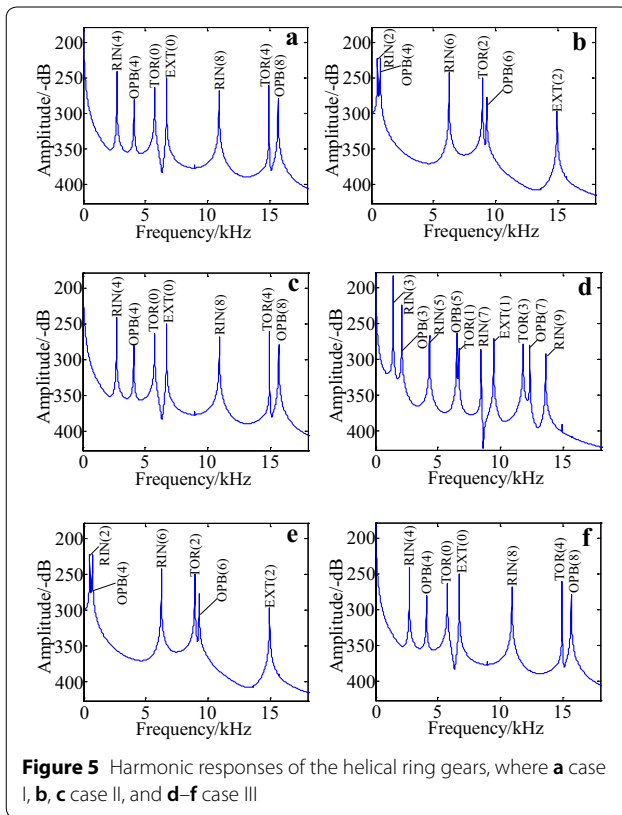 a
200
250
300
350
400
Amplitude/-dB
RIN(4)
OPB(4)
TOR(0)
EXT(0)
RIN(8)
TOR(4)
OPB(8)
0 5 10 15
Frequency/kHz
b
200
250
300
350
400
Amplitude/-dB
RIN(2)
OPB(4)
RIN(6)
TOR(2)
OPB(6)
EXT(2)
0 5 10 15
Frequency/kHz
c
200
250
300
350
400
Amplitude/-dB
RIN(4)
OPB(4)
TOR(0)
EXT(0)
RIN(8)
TOR(4)
OPB(8)
0 5 10 15
Frequency/kHz
d
200
250
300
350
400
Amplitude/-dB
RIN(3)
OPB(3)
RIN(5)
OPB(5)
TOR(1)
RIN(7)
EXT(1)
TOR(3)
OPB(7)
RIN(9)
0 5 10 15
Frequency/kHz
e
200
250
300
350
400
Amplitude/-dB
RIN(2)
OPB(4)
RIN(6)
TOR(2)
OPB(6)
EXT(2)
0 5 10 15
Frequency/kHz
f
200
250
300
350
400
Amplitude/-dB
RIN(4)
OPB(4)
TOR(0)
EXT(0)
RIN(8)
TOR(4)
OPB(8)
0 5 10 15
Frequency/kHz
Figure 5 Harmonic responses of the helical ring gears, where a case
I, b, c case II, and d–f case III